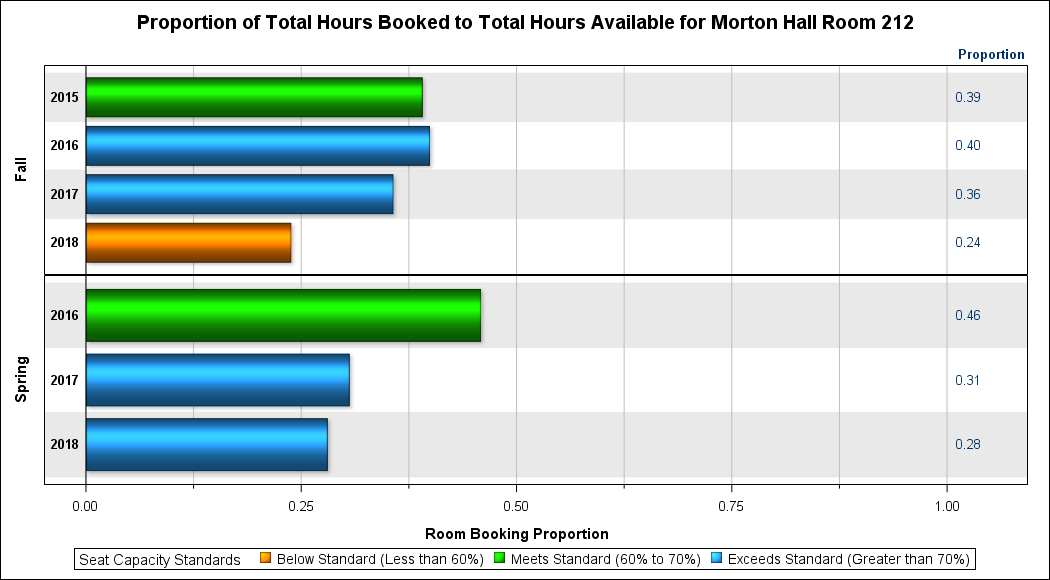 Proportion of Total Hours Booked to Total Hours Available for Morton Hall Room 212
Proportion
Fall
2015 0.39
2016 0.40
2017 0.36
2018 0.24
Spring
2016 0.46
2017 0.31
2018 0.28
0.00 0.25 0.50 0.75 1.00
Room Booking Proportion
Seat Capacity Standards Below Standard (Less than 60%) Meets Standard (60% to 70%) Exceeds Standard (Greater than 70%)